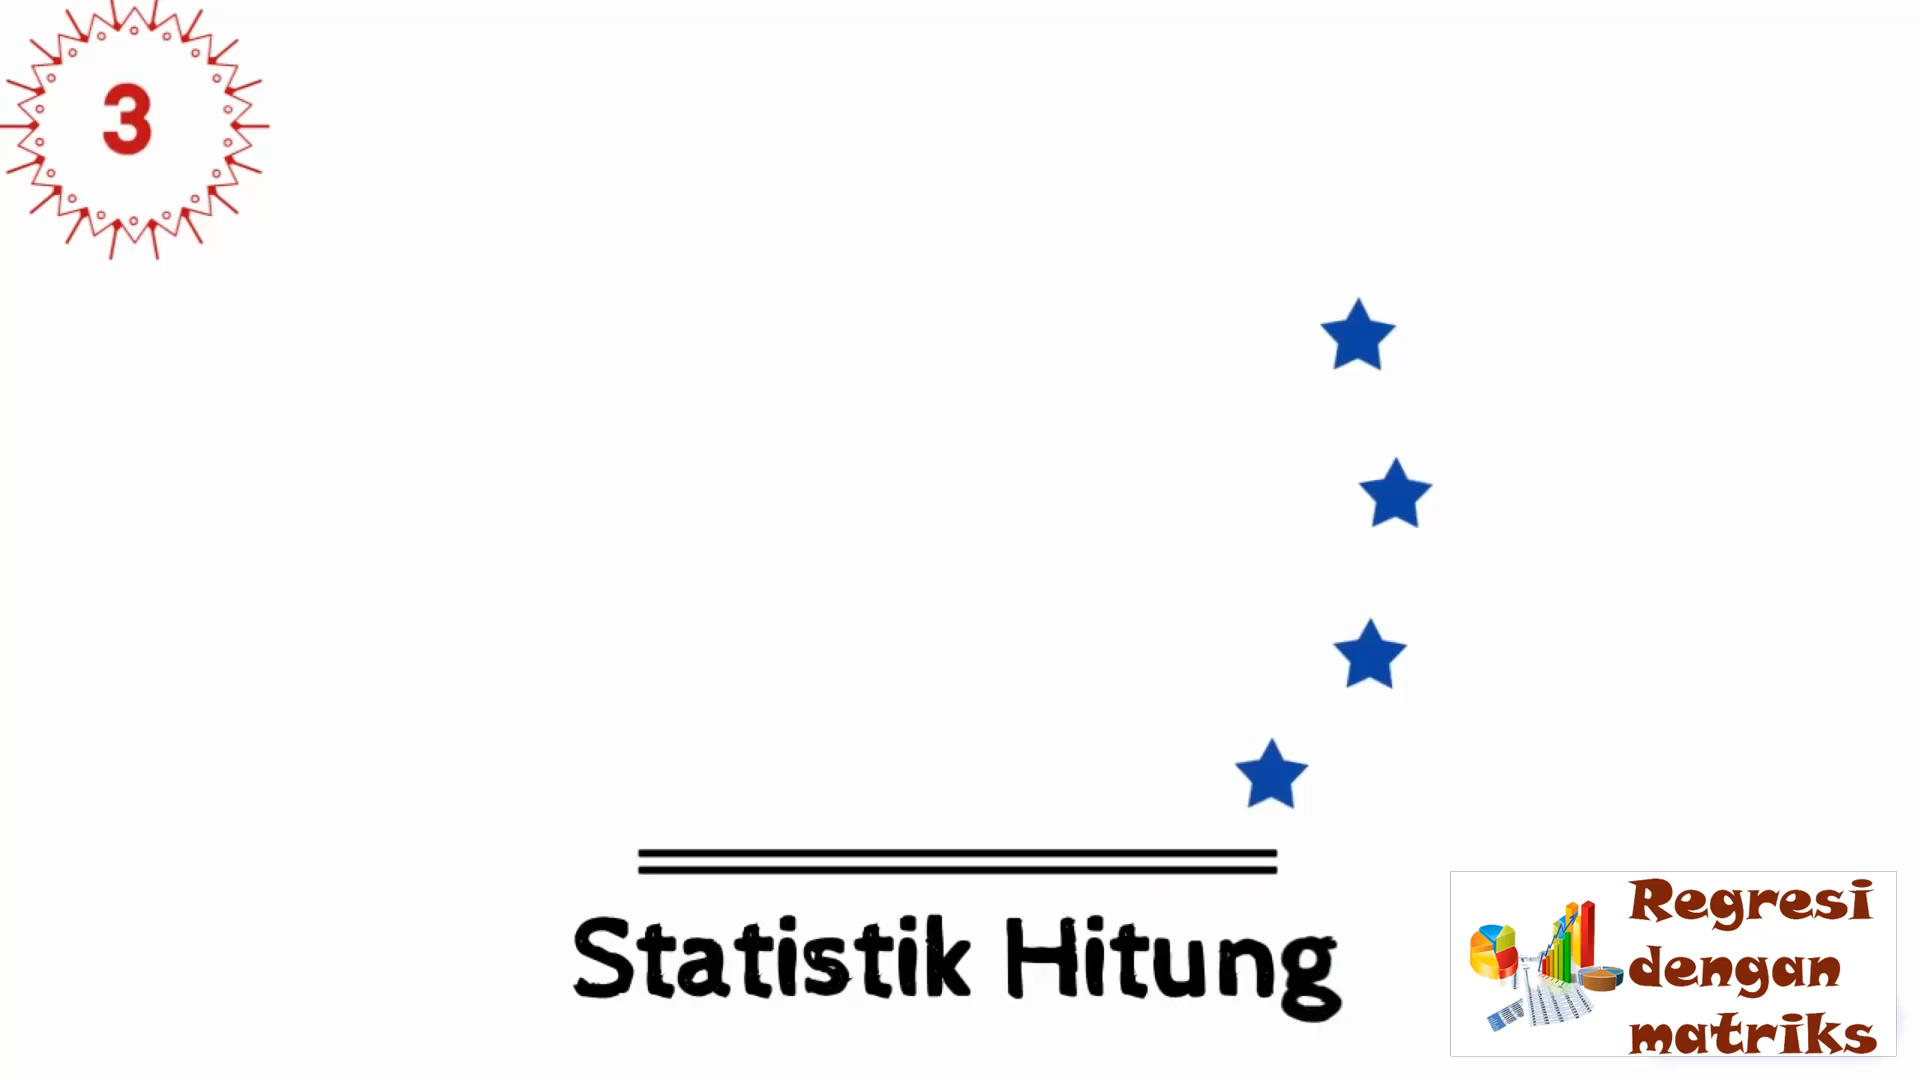 3
Statistik Hitung
Regresi
dengan
matriks